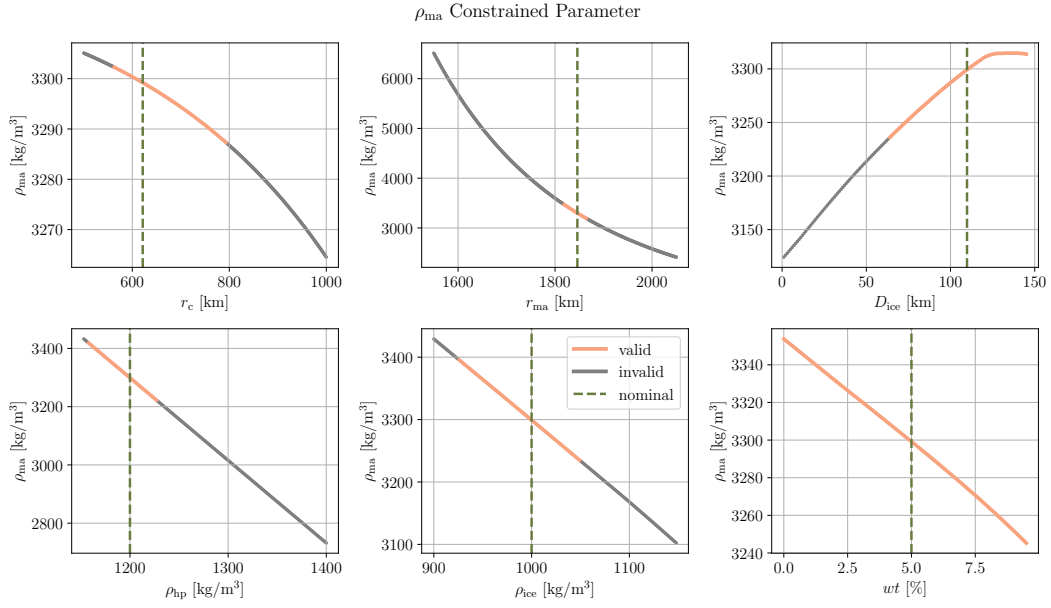 ρma Constrained Parameter
3300
3290
3280
3270
ρma [kg/m³]
600
800
1000
rc [km]
6000
5000
4000
3000
ρma [kg/m³]
1600
1800
2000
rma [km]
3300
3250
3200
3150
ρma [kg/m³]
0
50
100
150
Dice [km]
3400
3200
3000
2800
ρma [kg/m³]
1200
1300
1400
ρhp [kg/m³]
3400
3300
3200
3100
ρma [kg/m³]
valid
invalid
nominal
900
1000
1100
ρice [kg/m³]
3340
3320
3300
3280
3260
3240
ρma [kg/m³]
0.0
2.5
5.0
7.5
wt [%]